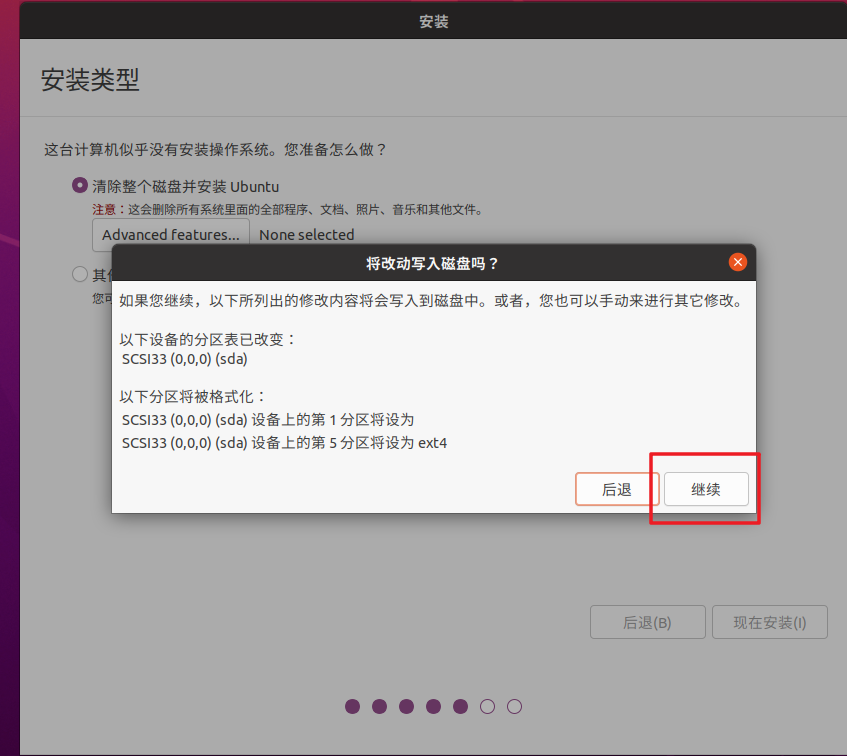 安装
安装类型
这台计算机似乎没有安装操作系统。您准备怎么做？
清除整个磁盘并安装 Ubuntu
注意：这会删除所有系统里面的全部程序、文档、照片、音乐和其他文件。
Advanced features... None selected
其
您可
将改动写入磁盘吗？
如果您继续，以下所列出的修改内容将会写入到磁盘中。或者，您也可以手动来进行其它修改。
以下设备的分区表已改变：
SCSI33 (0,0,0) (sda)
以下分区将被格式化：
SCSI33 (0,0,0) (sda) 设备上的第 1 分区将设为
SCSI33 (0,0,0) (sda) 设备上的第 5 分区将设为 ext4
后退 继续
后退(B) 现在安装(I)